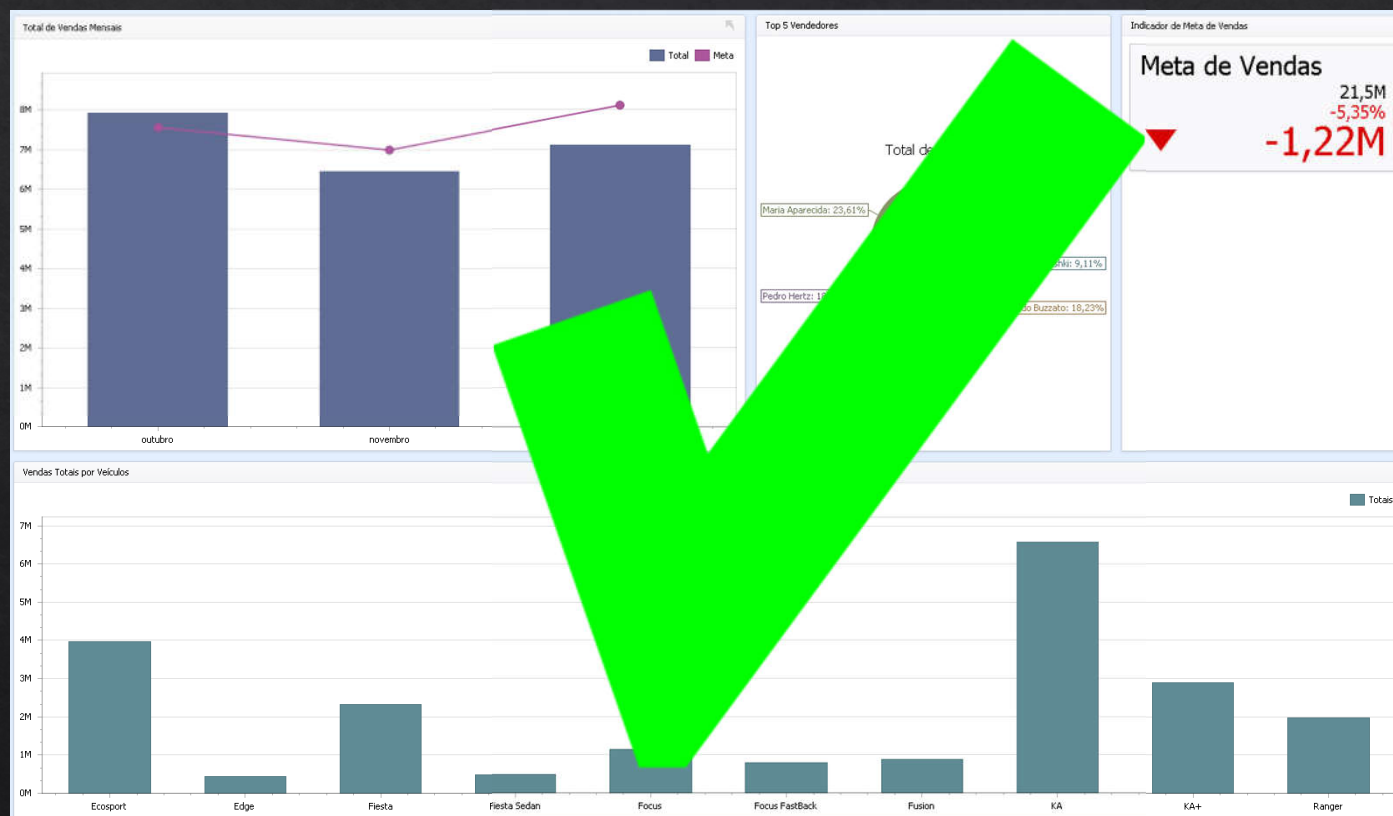 Total de Vendas Mensais
Total
Meta
8M
7M
6M
5M
4M
3M
2M
1M
0M
outubro
novembro
Top 5 Vendedores
Total de
Maria Aparecida: 23,61%
9,11%
Pedro Hertz:
Buzzato: 18,23%
Indicador de Meta de Vendas
Meta de Vendas
21,5M
-5,35%
-1,22M
Vendas Totais por Veículos
Totais
7M
6M
5M
4M
3M
2M
1M
0M
Ecosport
Edge
Fiesta
Fiesta Sedan
Focus
Focus FastBack
Fusion
KA
KA+
Ranger